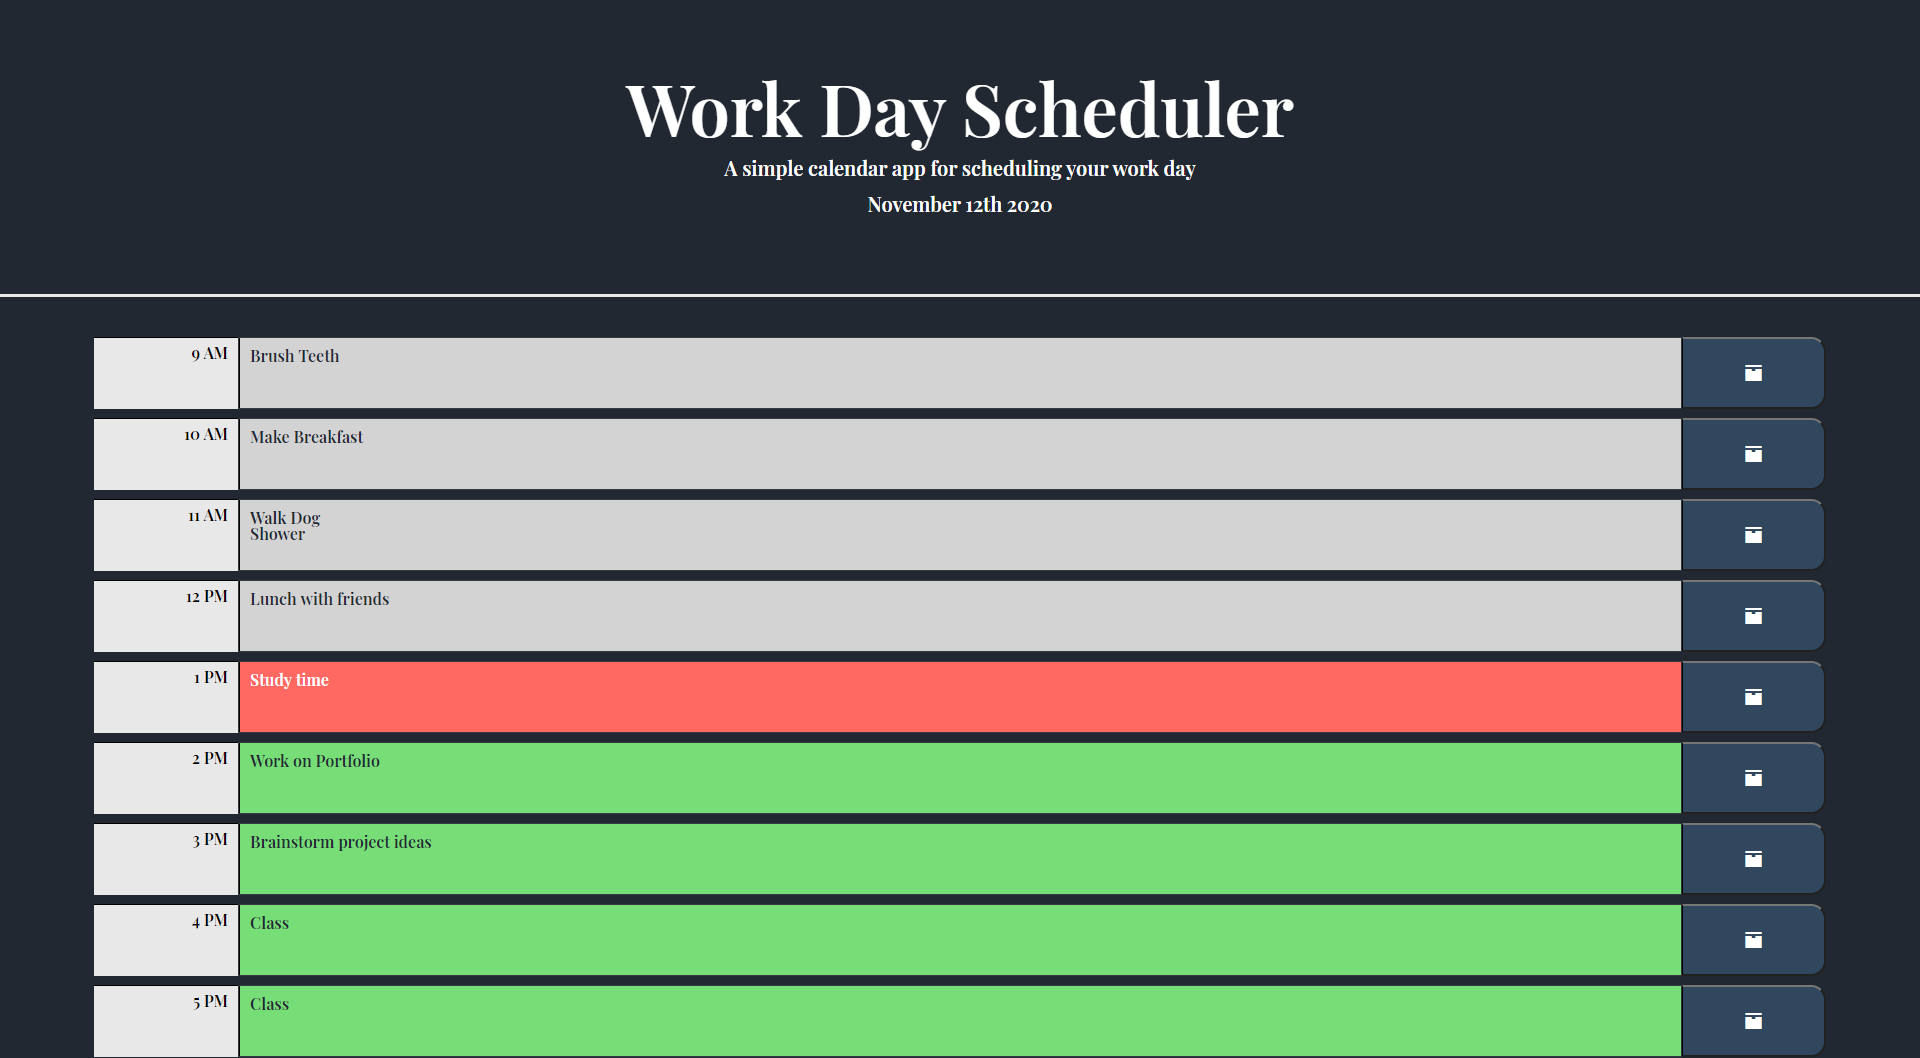 Work Day Scheduler
A simple calendar app for scheduling your work day
November 12th 2020
9 AM Brush Teeth
10 AM Make Breakfast
11 AM Walk Dog
Shower
12 PM Lunch with friends
1 PM Study time
2 PM Work on Portfolio
3 PM Brainstorm project ideas
4 PM Class
5 PM Class